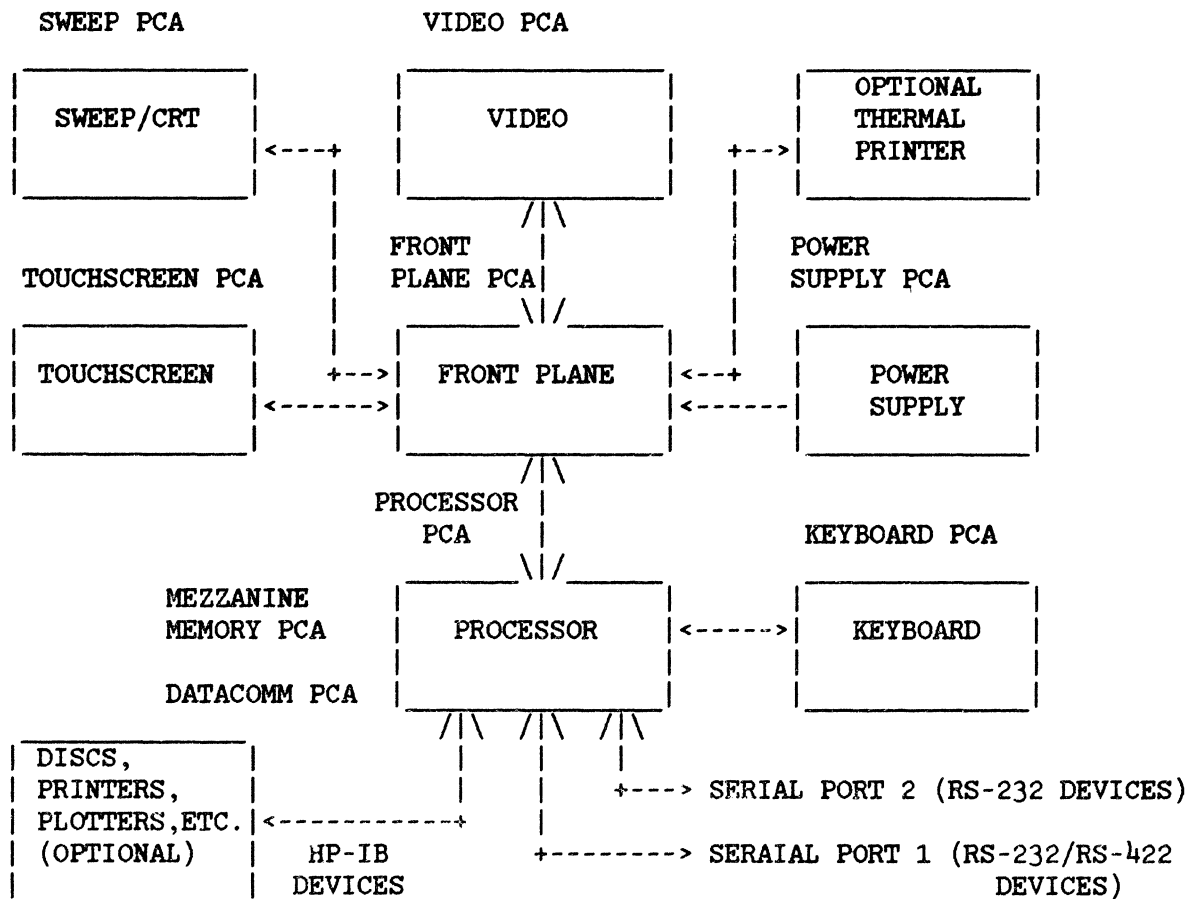 SWEEP PCA
VIDEO PCA
SWEEP/CRT
VIDEO
OPTIONAL
THERMAL
PRINTER
TOUCHSCREEN PCA
FRONT
PLANE PCA
POWER
SUPPLY PCA
TOUCHSCREEN
FRONT PLANE
POWER
SUPPLY
PROCESSOR
PCA
KEYBOARD PCA
MEZZANINE
MEMORY PCA
DATACOMM PCA
PROCESSOR
KEYBOARD
DISCS,
PRINTERS,
PLOTTERS,ETC.
(OPTIONAL)
HP-IB
DEVICES
SERIAL PORT 2 (RS-232 DEVICES)
SERAIAL PORT 1 (RS-232/RS-422
DEVICES)